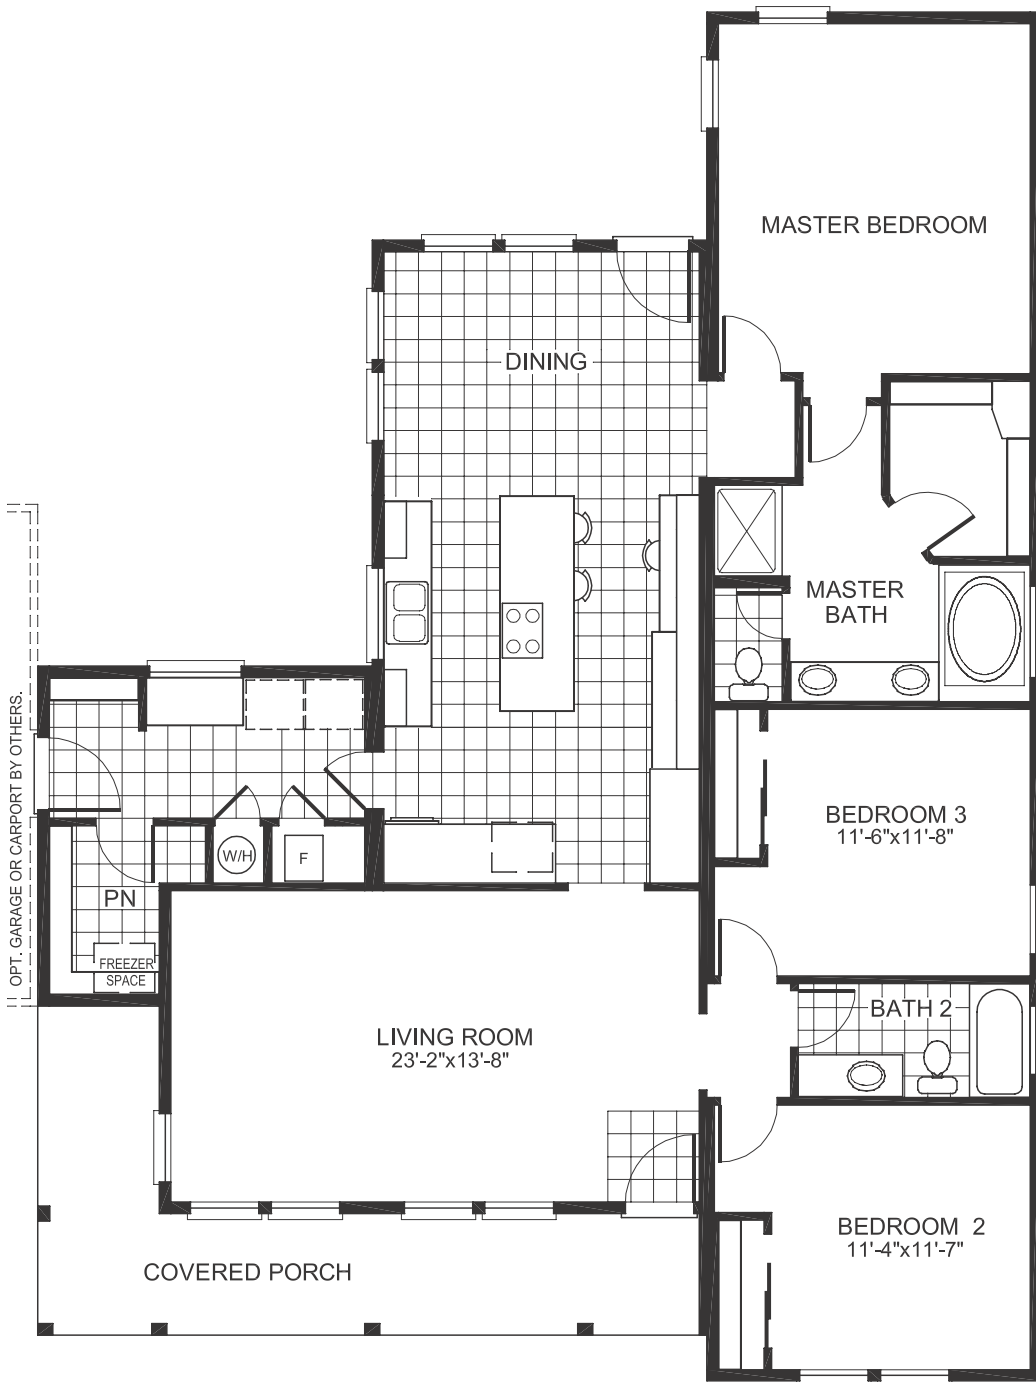 MASTER BEDROOM
DINING
MASTER
BATH
OPT. GARAGE OR CARPORT BY OTHERS.
BEDROOM 3
11'-6"x11'-8"
W/H
F
PN
FREEZER
SPACE
BATH 2
LIVING ROOM
23'-2"x13'-8"
BEDROOM 2
11'-4"x11'-7"
COVERED PORCH